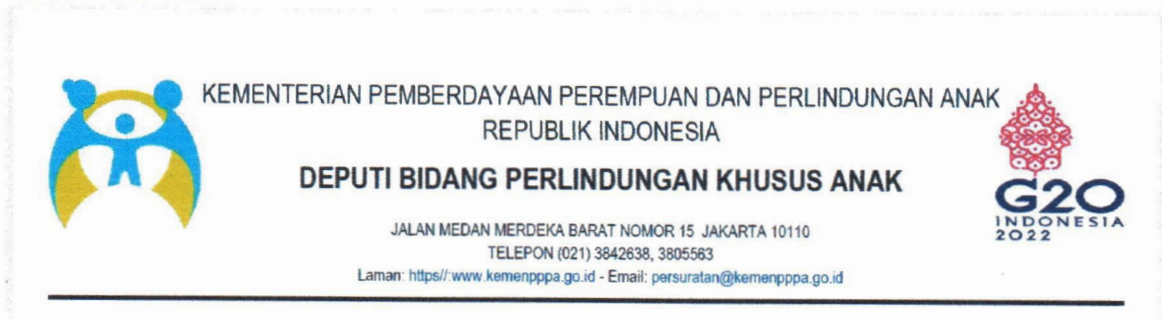 KEMENTERIAN PEMBERDAYAAN PEREMPUAN DAN PERLINDUNGAN ANAK
REPUBLIK INDONESIA
DEPUTI BIDANG PERLINDUNGAN KHUSUS ANAK
JALAN MEDAN MERDEKA BARAT NOMOR 15 JAKARTA 10110
TELEPON (021) 3842638, 3805563
Laman: https//:www.kemenpppa.go.id - Email: persuratan@kemenpppa.go.id
G20
INDONESIA
2022